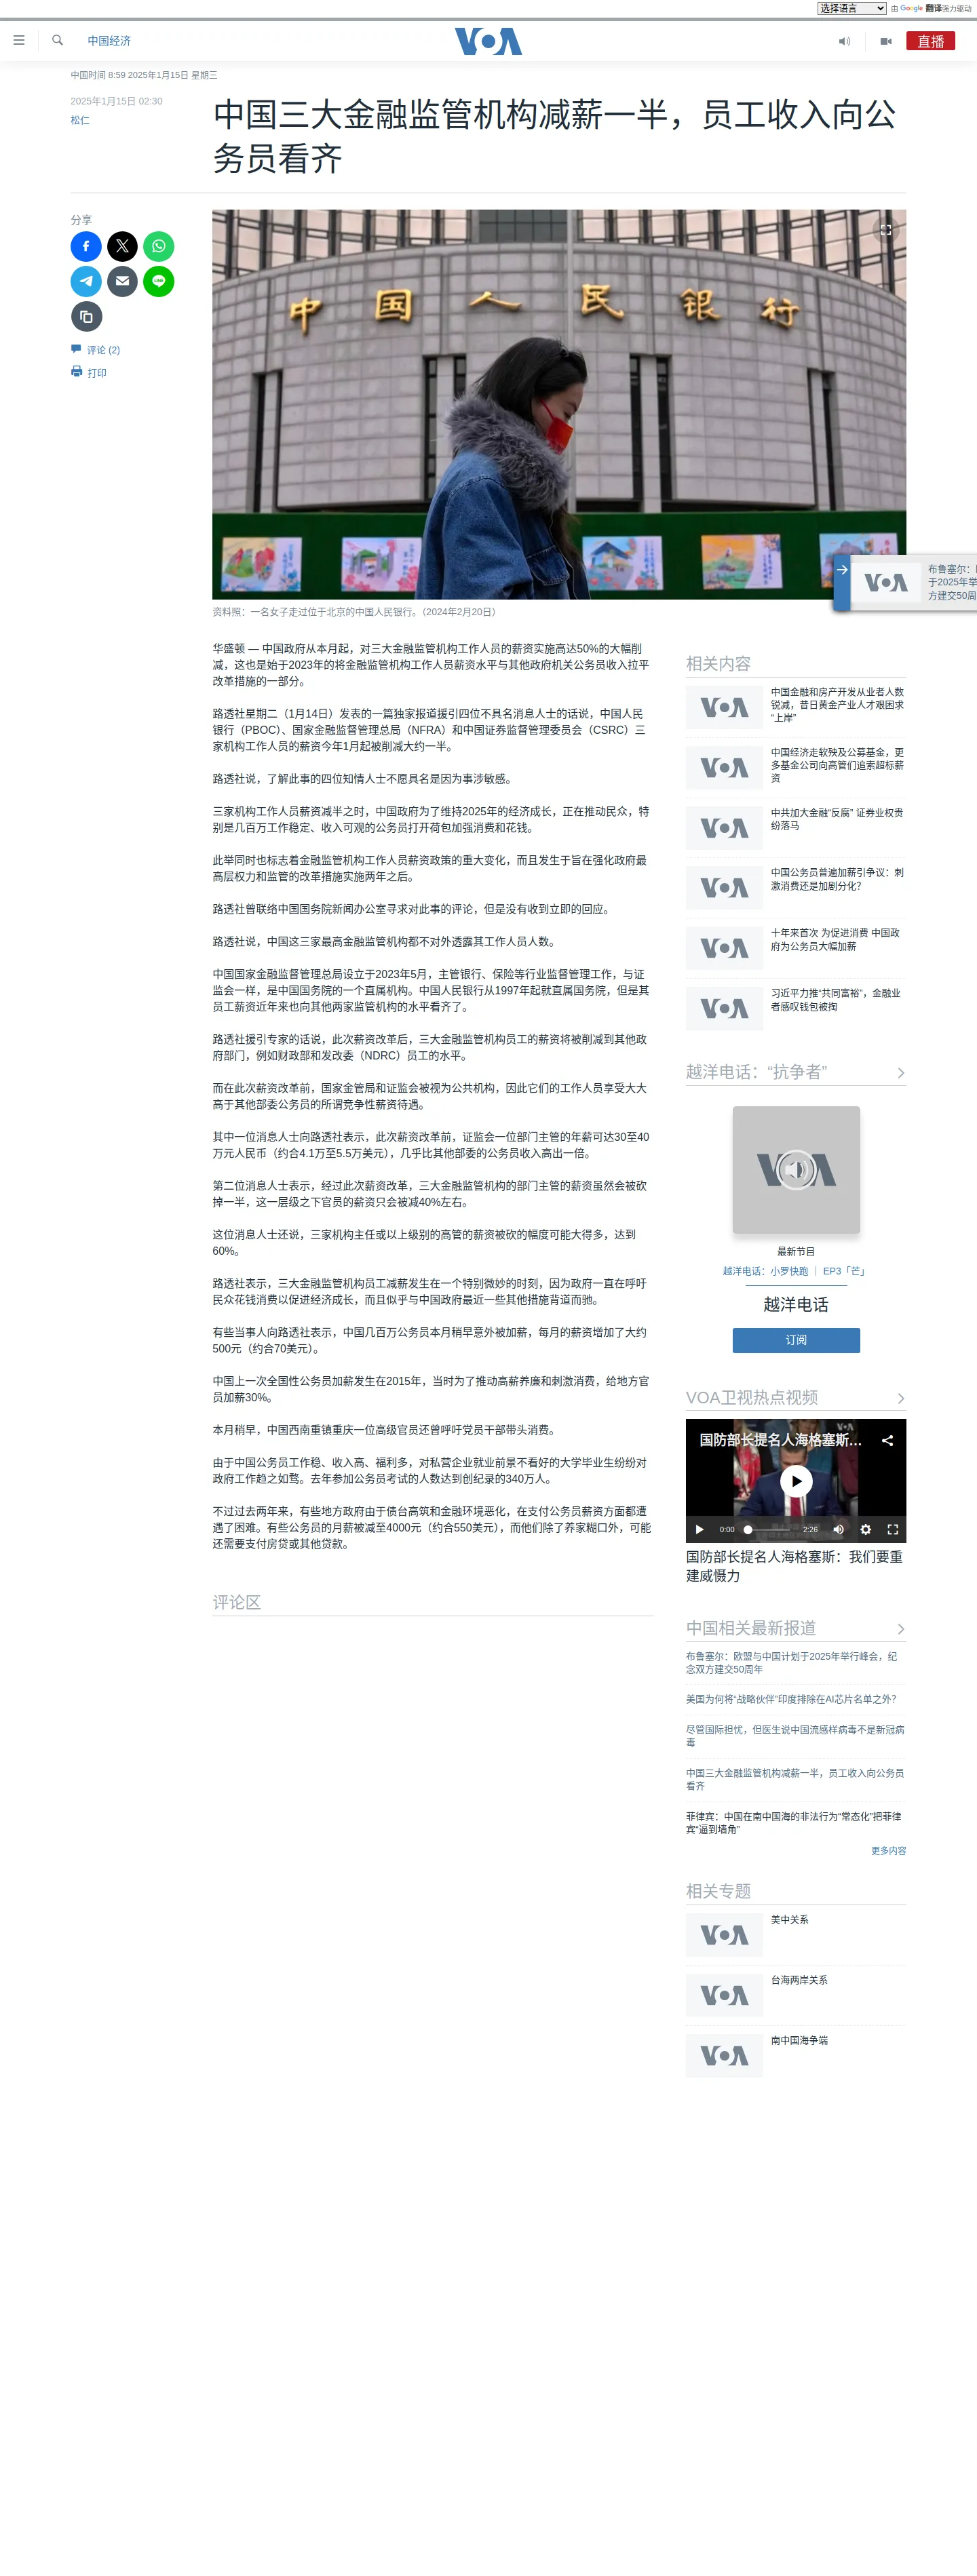 选择语言 由 Google 翻译强力驱动
中国经济
VOA
直播
中国时间 8:59 2025年1月15日 星期三
2025年1月15日 02:30
松仁
中国三大金融监管机构减薪一半，员工收入向公
务员看齐
分享
LINE
评论 (2)
打印
中国人民银行
资料照：一名女子走过位于北京的中国人民银行。（2024年2月20日）
VOA
布鲁塞尔：
于2025年举
方建交50周
华盛顿 — 中国政府从本月起，对三大金融监管机构工作人员的薪资实施高达50%的大幅削
减，这也是始于2023年的将金融监管机构工作人员薪资水平与其他政府机关公务员收入拉平
改革措施的一部分。
路透社星期二（1月14日）发表的一篇独家报道援引四位不具名消息人士的话说，中国人民
银行（PBOC）、国家金融监督管理总局（NFRA）和中国证券监督管理委员会（CSRC）三
家机构工作人员的薪资今年1月起被削减大约一半。
路透社说，了解此事的四位知情人士不愿具名是因为事涉敏感。
三家机构工作人员薪资减半之时，中国政府为了维持2025年的经济成长，正在推动民众，特
别是几百万工作稳定、收入可观的公务员打开荷包加强消费和花钱。
此举同时也标志着金融监管机构工作人员薪资政策的重大变化，而且发生于旨在强化政府最
高层权力和监管的改革措施实施两年之后。
路透社曾联络中国国务院新闻办公室寻求对此事的评论，但是没有收到立即的回应。
路透社说，中国这三家最高金融监管机构都不对外透露其工作人员人数。
中国国家金融监督管理总局设立于2023年5月，主管银行、保险等行业监督管理工作，与证
监会一样，是中国国务院的一个直属机构。中国人民银行从1997年起就直属国务院，但是其
员工薪资近年来也向其他两家监管机构的水平看齐了。
路透社援引专家的话说，此次薪资改革后，三大金融监管机构员工的薪资将被削减到其他政
府部门，例如财政部和发改委（NDRC）员工的水平。
而在此次薪资改革前，国家金管局和证监会被视为公共机构，因此它们的工作人员享受大大
高于其他部委公务员的所谓竞争性薪资待遇。
其中一位消息人士向路透社表示，此次薪资改革前，证监会一位部门主管的年薪可达30至40
万元人民币（约合4.1万至5.5万美元），几乎比其他部委的公务员收入高出一倍。
第二位消息人士表示，经过此次薪资改革，三大金融监管机构的部门主管的薪资虽然会被砍
掉一半，这一层级之下官员的薪资只会被减40%左右。
这位消息人士还说，三家机构主任或以上级别的高管的薪资被砍的幅度可能大得多，达到
60%。
路透社表示，三大金融监管机构员工减薪发生在一个特别微妙的时刻，因为政府一直在呼吁
民众花钱消费以促进经济成长，而且似乎与中国政府最近一些其他措施背道而驰。
有些当事人向路透社表示，中国几百万公务员本月稍早意外被加薪，每月的薪资增加了大约
500元（约合70美元）。
中国上一次全国性公务员加薪发生在2015年，当时为了推动高薪养廉和刺激消费，给地方官
员加薪30%。
本月稍早，中国西南重镇重庆一位高级官员还曾呼吁党员干部带头消费。
由于中国公务员工作稳、收入高、福利多，对私营企业就业前景不看好的大学毕业生纷纷对
政府工作趋之如骛。去年参加公务员考试的人数达到创纪录的340万人。
不过过去两年来，有些地方政府由于债台高筑和金融环境恶化，在支付公务员薪资方面都遭
遇了困难。有些公务员的月薪被减至4000元（约合550美元），而他们除了养家糊口外，可能
还需要支付房贷或其他贷款。
评论区
相关内容
VOA
中国金融和房产开发从业者人数
锐减，昔日黄金产业人才艰困求
“上岸”
VOA
中国经济走软殃及公募基金，更
多基金公司向高管们追索超标薪
资
VOA
中共加大金融“反腐” 证券业权贵
纷落马
VOA
中国公务员普遍加薪引争议：刺
激消费还是加剧分化？
VOA
十年来首次 为促进消费 中国政
府为公务员大幅加薪
VOA
习近平力推“共同富裕”，金融业
者感叹钱包被掏
越洋电话：“抗争者”
VOA
最新节目
越洋电话：小罗快跑 ｜ EP3「芒」
越洋电话
订阅
VOA卫视热点视频
VOA
国防部长提名人海格塞斯...
0:00 2:26
国防部长提名人海格塞斯：我们要重
建威慑力
中国相关最新报道
布鲁塞尔：欧盟与中国计划于2025年举行峰会，纪
念双方建交50周年
美国为何将“战略伙伴”印度排除在AI芯片名单之外？
尽管国际担忧，但医生说中国流感样病毒不是新冠病
毒
中国三大金融监管机构减薪一半，员工收入向公务员
看齐
菲律宾：中国在南中国海的非法行为“常态化”把菲律
宾“逼到墙角”
更多内容
相关专题
VOA
美中关系
VOA
台海两岸关系
VOA
南中国海争端